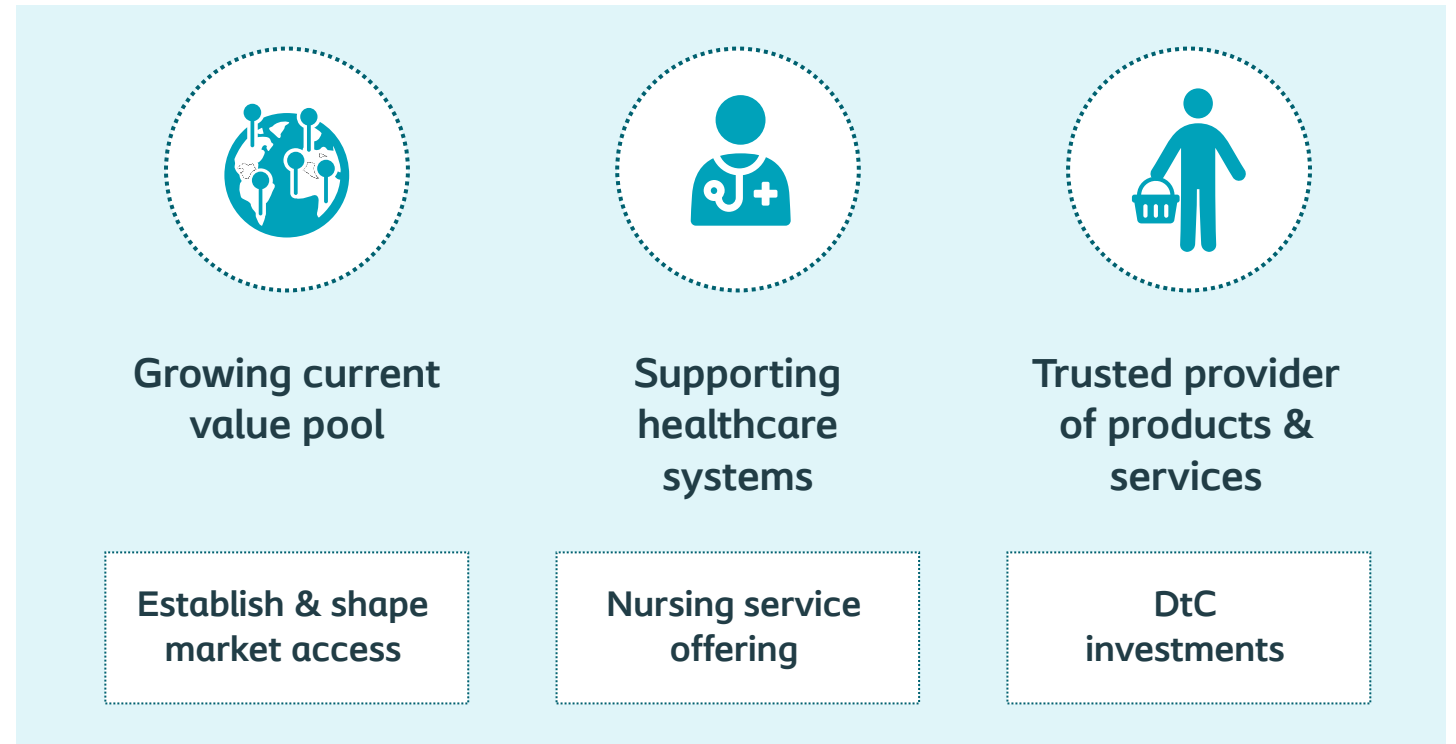 Growing current
value pool
Supporting
healthcare
systems
Trusted provider
of products &
services
Establish & shape
market access
Nursing service
offering
DtC
investments